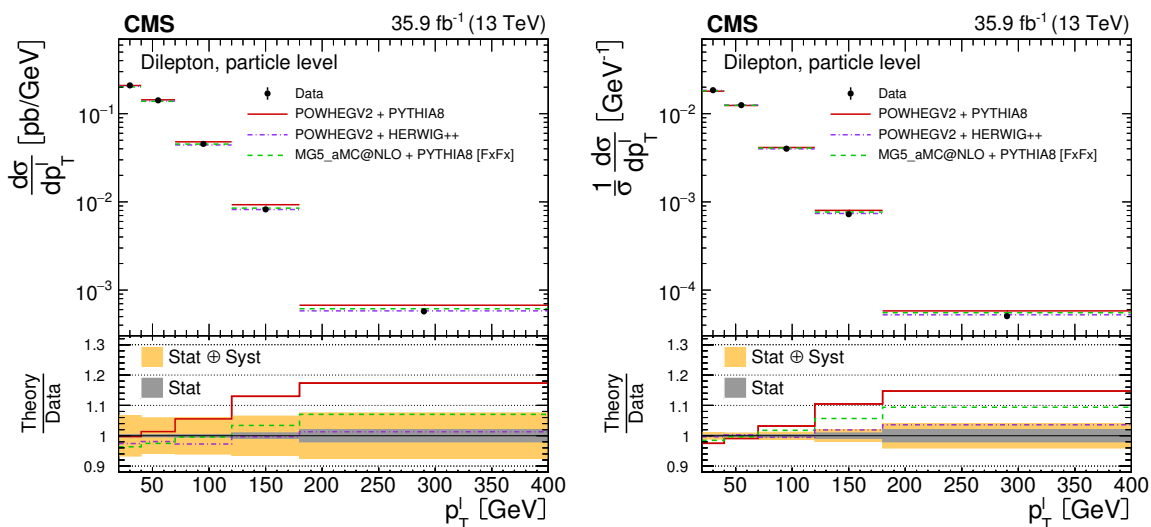 CMS 35.9 fb⁻¹ (13 TeV)
Dilepton, particle level
Data
POWHEGV2 + PYTHIA8
POWHEGV2 + HERWIG++
MG5_aMC@NLO + PYTHIA8 [FxFx]
dσ/dp_T^l [pb/GeV]
10⁻¹
10⁻²
10⁻³
Stat ⊕ Syst
Stat
Theory/Data
1.3
1.2
1.1
1
0.9
50 100 150 200 250 300 350 400
p_T^l [GeV]
CMS 35.9 fb⁻¹ (13 TeV)
Dilepton, particle level
Data
POWHEGV2 + PYTHIA8
POWHEGV2 + HERWIG++
MG5_aMC@NLO + PYTHIA8 [FxFx]
1/σ dσ/dp_T^l [GeV⁻¹]
10⁻²
10⁻³
10⁻⁴
Stat ⊕ Syst
Stat
Theory/Data
1.3
1.2
1.1
1
0.9
50 100 150 200 250 300 350 400
p_T^l [GeV]